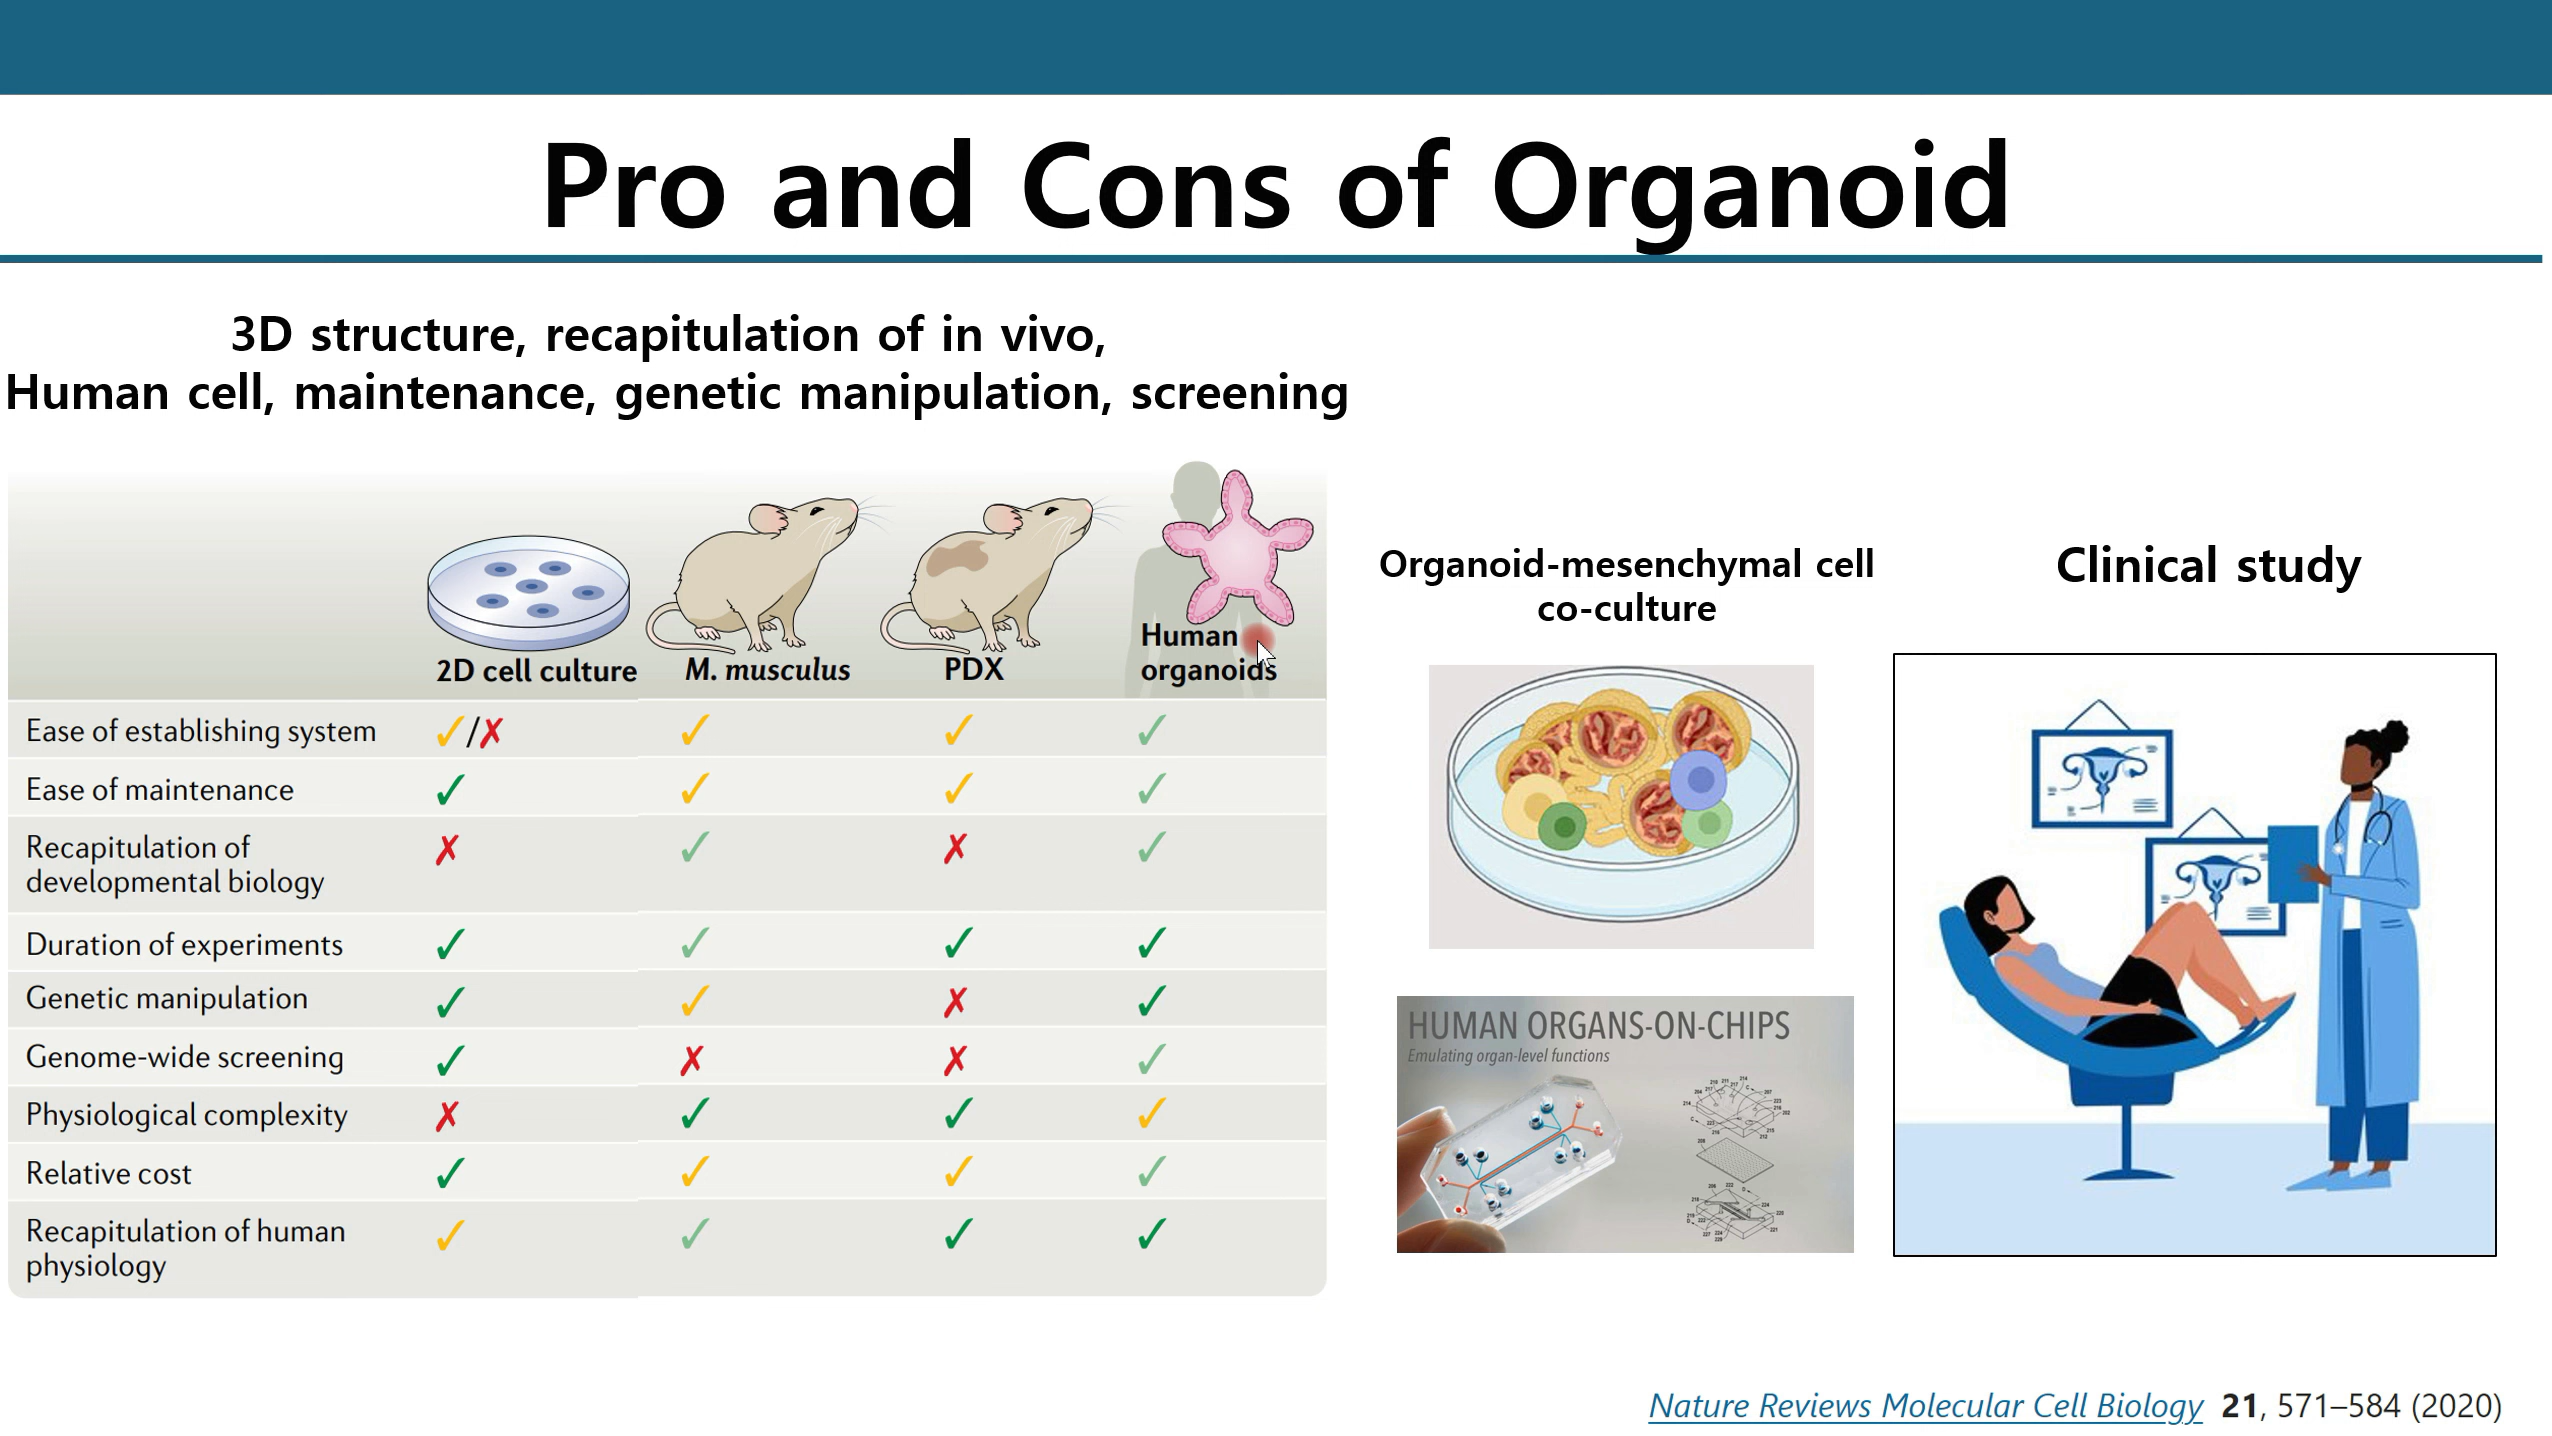 Pro and Cons of Organoid
3D structure, recapitulation of in vivo,
Human cell, maintenance, genetic manipulation, screening
2D cell culture
M. musculus
PDX
Human
organoids
Ease of establishing system
✓/✗ ✓ ✓ ✓
Ease of maintenance
✓ ✓ ✓ ✓
Recapitulation of
developmental biology
✗ ✓ ✗ ✓
Duration of experiments
✓ ✓ ✓ ✓
Genetic manipulation
✓ ✓ ✗ ✓
Genome-wide screening
✓ ✗ ✗ ✓
Physiological complexity
✗ ✓ ✓ ✓
Relative cost
✓ ✓ ✓ ✓
Recapitulation of human
physiology
✓ ✓ ✓ ✓
Organoid-mesenchymal cell
co-culture
HUMAN ORGANS-ON-CHIPS
Emulating organ-level functions
Clinical study
Nature Reviews Molecular Cell Biology 21, 571–584 (2020)